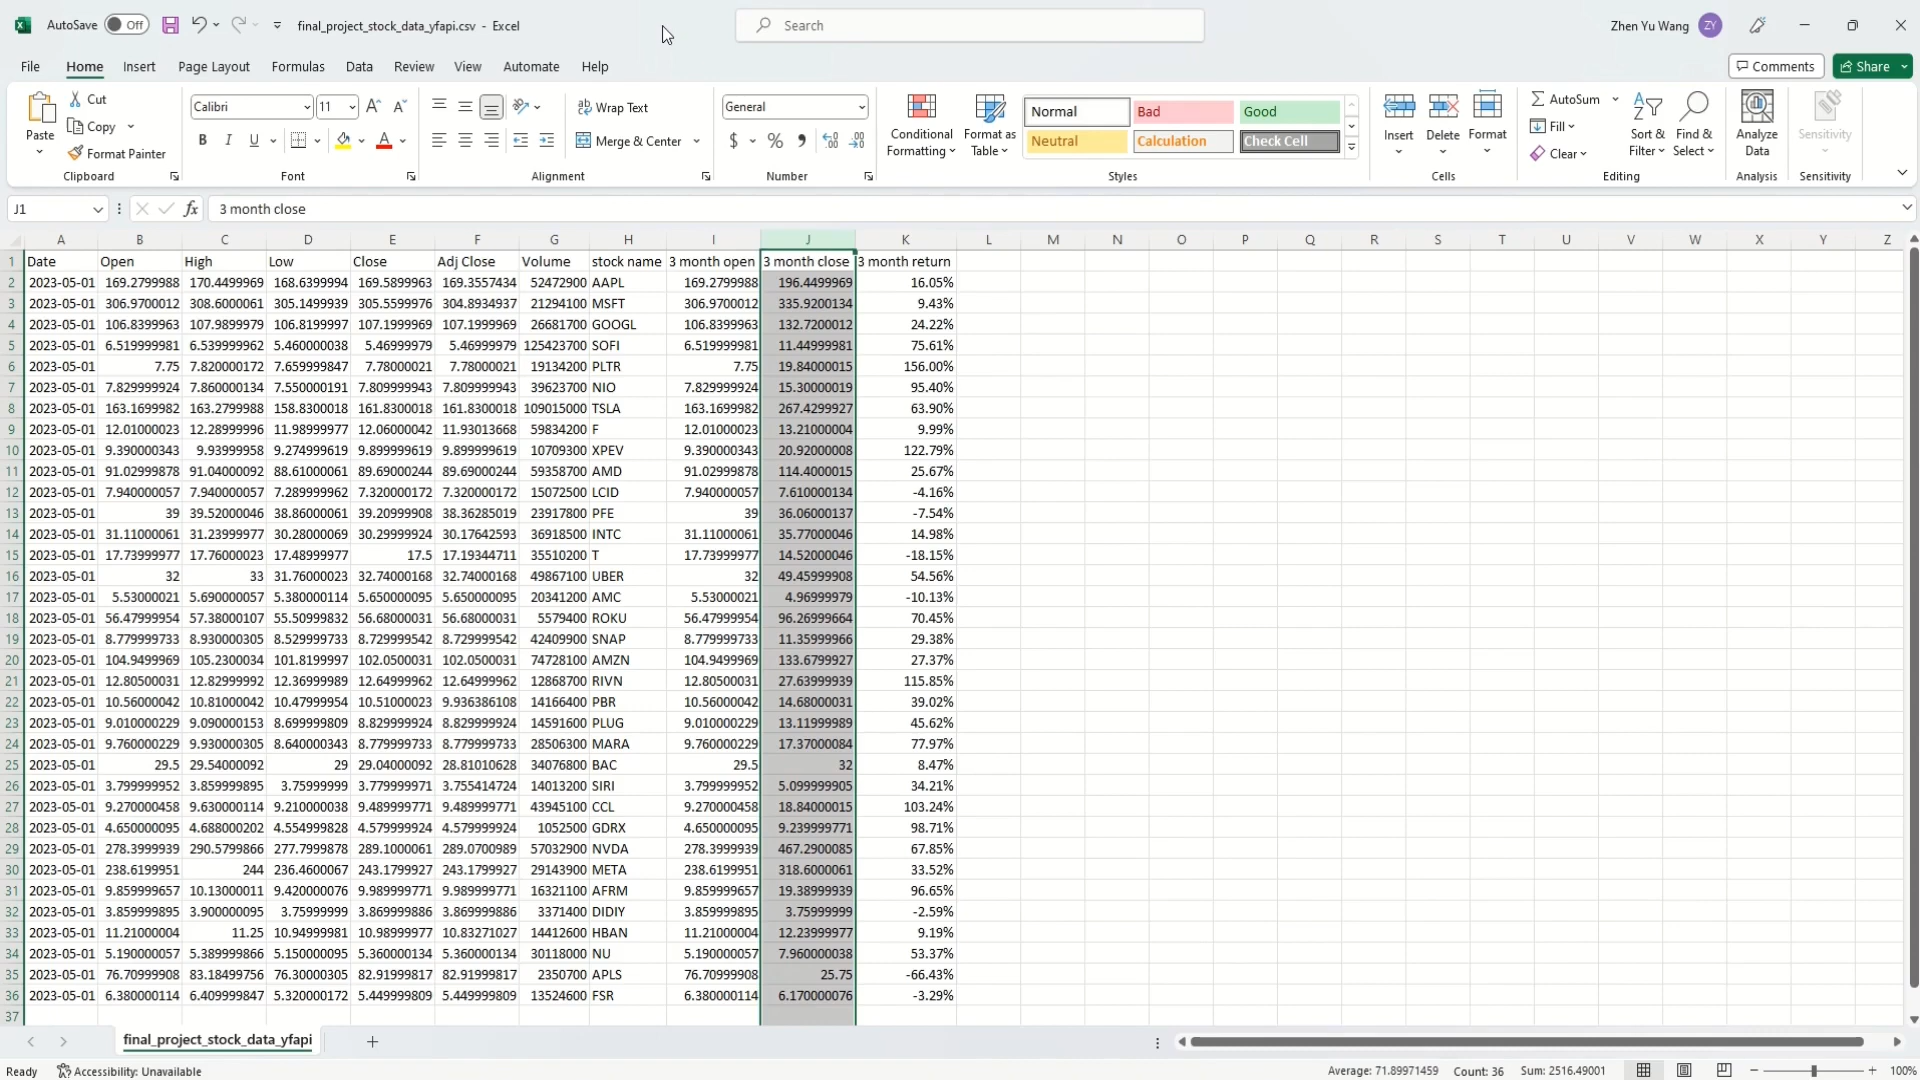 AutoSave Off final_project_stock_data_yfapi.csv - Excel Search Zhen Yu Wang ZY
File Home Insert Page Layout Formulas Data Review View Automate Help Comments Share
Paste Cut Copy Format Painter Clipboard
Calibri 11 B I U A Font
Wrap Text Merge & Center Alignment
General $ % , Number
Conditional Formatting Format as Table
Normal Bad Good
Neutral Calculation Check Cell
Styles
Insert Delete Format Cells
AutoSum Fill Clear Sort & Filter Find & Select Editing
Analyze Data Analysis Sensitivity Sensitivity
J1 fx 3 month close
A B C D E F G H I J K L M N O P Q R S T U V W X Y Z
1 Date Open High Low Close Adj Close Volume stock name 3 month open 3 month close 3 month return
2 2023-05-01 169.2799988 170.4499969 168.6399994 169.5899963 169.3557434 52472900 AAPL 169.2799988 196.4499969 16.05%
3 2023-05-01 306.9700012 308.6000061 305.1499939 305.5599976 304.8934937 21294100 MSFT 306.9700012 335.9200134 9.43%
4 2023-05-01 106.8399963 107.9899979 106.8199997 107.1999969 107.1999969 26681700 GOOGL 106.8399963 132.7200012 24.22%
5 2023-05-01 6.519999981 6.539999962 5.460000038 5.46999979 5.46999979 125423700 SOFI 6.519999981 11.44999981 75.61%
6 2023-05-01 7.75 7.820000172 7.659999847 7.78000021 7.78000021 19134200 PLTR 7.75 19.84000015 156.00%
7 2023-05-01 7.829999924 7.860000134 7.550000191 7.809999943 7.809999943 39623700 NIO 7.829999924 15.30000019 95.40%
8 2023-05-01 163.1699982 163.2799988 158.8300018 161.8300018 161.8300018 109015000 TSLA 163.1699982 267.4299927 63.90%
9 2023-05-01 12.01000023 12.28999996 11.98999977 12.06000042 11.93013668 59834200 F 12.01000023 13.21000004 9.99%
10 2023-05-01 9.390000343 9.93999958 9.274999619 9.899999619 9.899999619 10709300 XPEV 9.390000343 20.92000008 122.79%
11 2023-05-01 91.02999878 91.04000092 88.61000061 89.69000244 89.69000244 59358700 AMD 91.02999878 114.4000015 25.67%
12 2023-05-01 7.940000057 7.940000057 7.289999962 7.320000172 7.320000172 15072500 LCID 7.940000057 7.610000134 -4.16%
13 2023-05-01 39 39.52000046 38.86000061 39.20999908 38.36285019 23917800 PFE 39 36.06000137 -7.54%
14 2023-05-01 31.11000061 31.23999977 30.28000069 30.29999924 30.17642593 36918500 INTC 31.11000061 35.77000046 14.98%
15 2023-05-01 17.73999977 17.76000023 17.48999977 17.5 17.19344711 35510200 T 17.73999977 14.52000046 -18.15%
16 2023-05-01 32 33 31.76000023 32.74000168 32.74000168 49867100 UBER 32 49.45999908 54.56%
17 2023-05-01 5.53000021 5.690000057 5.380000114 5.650000095 5.650000095 20341200 AMC 5.53000021 4.96999979 -10.13%
18 2023-05-01 56.47999954 57.38000107 55.50999832 56.68000031 56.68000031 5579400 ROKU 56.47999954 96.26999664 70.45%
19 2023-05-01 8.779999733 8.930000305 8.529999733 8.729999542 8.729999542 42409900 SNAP 8.779999733 11.35999966 29.38%
20 2023-05-01 104.9499969 105.2300034 101.8199997 102.0500031 102.0500031 74728100 AMZN 104.9499969 133.6799927 27.37%
21 2023-05-01 12.80500031 12.82999992 12.36999989 12.64999962 12.64999962 12868700 RIVN 12.80500031 27.63999939 115.85%
22 2023-05-01 10.56000042 10.81000042 10.47999954 10.51000023 9.936386108 14166400 PBR 10.56000042 14.68000031 39.02%
23 2023-05-01 9.010000229 9.090000153 8.699999809 8.829999924 8.829999924 14591600 PLUG 9.010000229 13.11999989 45.62%
24 2023-05-01 9.760000229 9.930000305 8.640000343 8.779999733 8.779999733 28506300 MARA 9.760000229 17.37000084 77.97%
25 2023-05-01 29.5 29.54000092 29 29.04000092 28.81010628 34076800 BAC 29.5 32 8.47%
26 2023-05-01 3.799999952 3.859999895 3.75999999 3.779999971 3.755414724 14013200 SIRI 3.799999952 5.099999905 34.21%
27 2023-05-01 9.270000458 9.630000114 9.210000038 9.489999771 9.489999771 43945100 CCL 9.270000458 18.84000015 103.24%
28 2023-05-01 4.650000095 4.688000202 4.554999828 4.579999924 4.579999924 1052500 GDRX 4.650000095 9.239999771 98.71%
29 2023-05-01 278.3999939 290.5799866 277.7999878 289.1000061 289.0700989 57032900 NVDA 278.3999939 467.2900085 67.85%
30 2023-05-01 238.6199951 244 236.4600067 243.1799927 243.1799927 29143900 META 238.6199951 318.6000061 33.52%
31 2023-05-01 9.859999657 10.13000011 9.420000076 9.989999771 9.989999771 16321100 AFRM 9.859999657 19.38999939 96.65%
32 2023-05-01 3.859999895 3.900000095 3.75999999 3.869999886 3.869999886 3371400 DIDIY 3.859999895 3.75999999 -2.59%
33 2023-05-01 11.21000004 11.25 10.94999981 10.98999977 10.83271027 14412600 HBAN 11.21000004 12.23999977 9.19%
34 2023-05-01 5.190000057 5.389999866 5.150000095 5.360000134 5.360000134 30118000 NU 5.190000057 7.960000038 53.37%
35 2023-05-01 76.70999908 83.18499756 76.30000305 82.91999817 82.91999817 2350700 APLS 76.70999908 25.75 -66.43%
36 2023-05-01 6.380000114 6.409999847 5.320000172 5.449999809 5.449999809 13524600 FSR 6.380000114 6.170000076 -3.29%
37
final_project_stock_data_yfapi
Ready Accessibility: Unavailable Average: 71.89971459 Count: 36 Sum: 2516.49001 100%